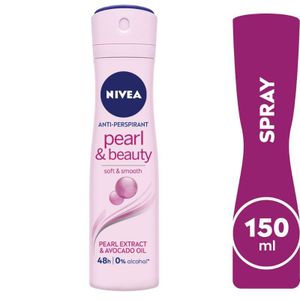 NIVEA
ANTI-PERSPIRANT
pearl
& beauty
soft & smooth
PEARL EXTRACT
& AVOCADO OIL
48h 0% alcohol*
SPRAY
150
ml